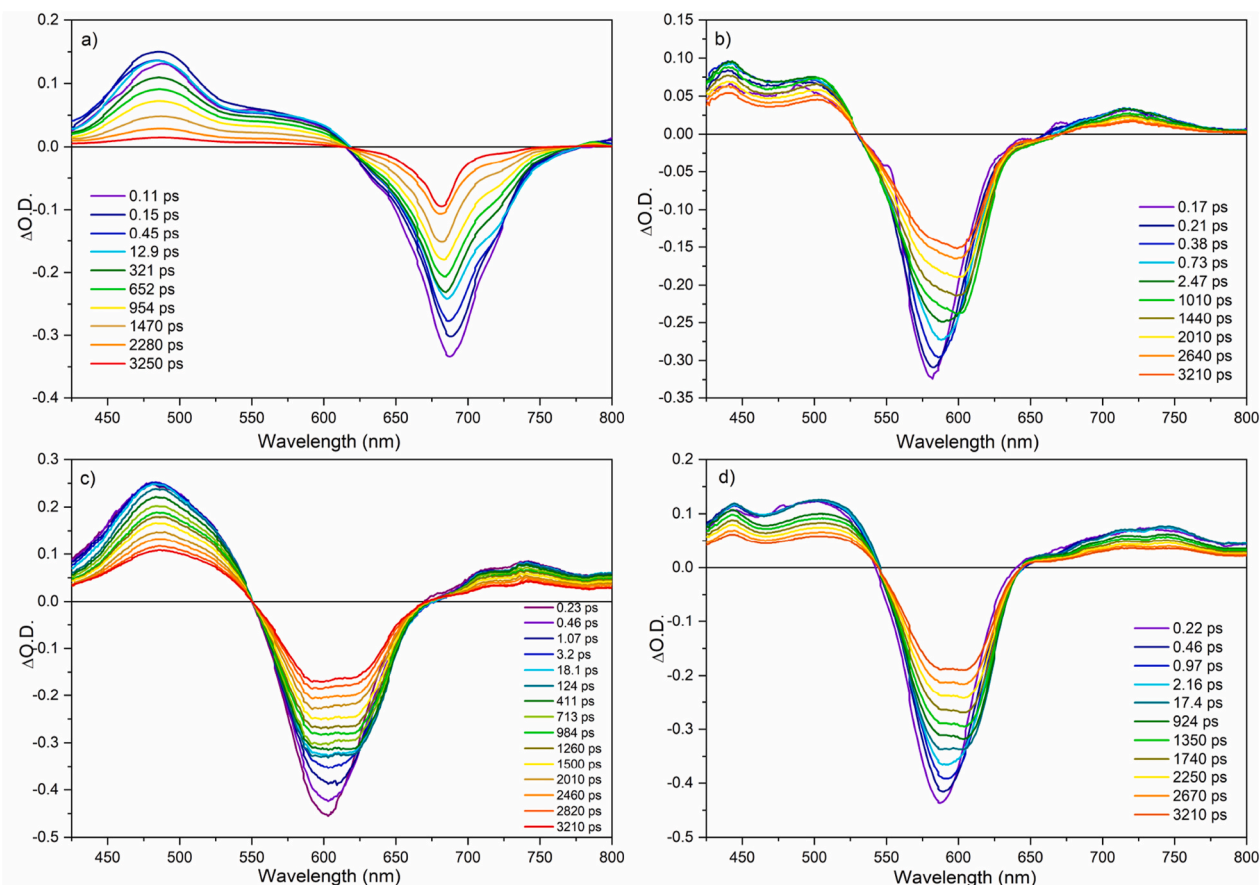 a)
ΔO.D.
0.2
0.1
0.0
-0.1
-0.2
-0.3
-0.4
0.11 ps
0.15 ps
0.45 ps
12.9 ps
321 ps
652 ps
954 ps
1470 ps
2280 ps
3250 ps
450 500 550 600 650 700 750 800
Wavelength (nm)
b)
ΔO.D.
0.15
0.10
0.05
0.00
-0.05
-0.10
-0.15
-0.20
-0.25
-0.30
-0.35
0.17 ps
0.21 ps
0.38 ps
0.73 ps
2.47 ps
1010 ps
1440 ps
2010 ps
2640 ps
3210 ps
450 500 550 600 650 700 750 800
Wavelength (nm)
c)
ΔO.D.
0.3
0.2
0.1
0.0
-0.1
-0.2
-0.3
-0.4
-0.5
0.23 ps
0.46 ps
1.07 ps
3.2 ps
18.1 ps
124 ps
411 ps
713 ps
984 ps
1260 ps
1500 ps
2010 ps
2460 ps
2820 ps
3210 ps
450 500 550 600 650 700 750 800
Wavelength (nm)
d)
ΔO.D.
0.2
0.1
0.0
-0.1
-0.2
-0.3
-0.4
-0.5
0.22 ps
0.46 ps
0.97 ps
2.16 ps
17.4 ps
924 ps
1350 ps
1740 ps
2250 ps
2670 ps
3210 ps
450 500 550 600 650 700 750 800
Wavelength (nm)